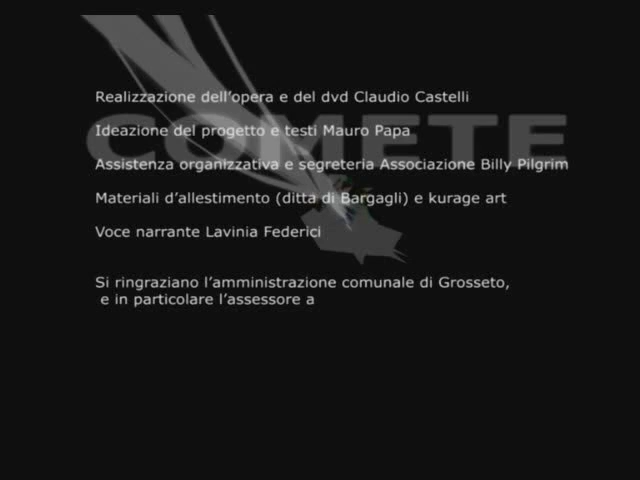 Realizzazione dell'opera e del dvd Claudio Castelli
COMETE
Ideazione del progetto e testi Mauro Papa
Assistenza organizzativa e segreteria Associazione Billy Pilgrim
Materiali d'allestimento (ditta di Bargagli) e kurage art
Voce narrante Lavinia Federici
Si ringraziano l'amministrazione comunale di Grosseto,
e in particolare l'assessore a